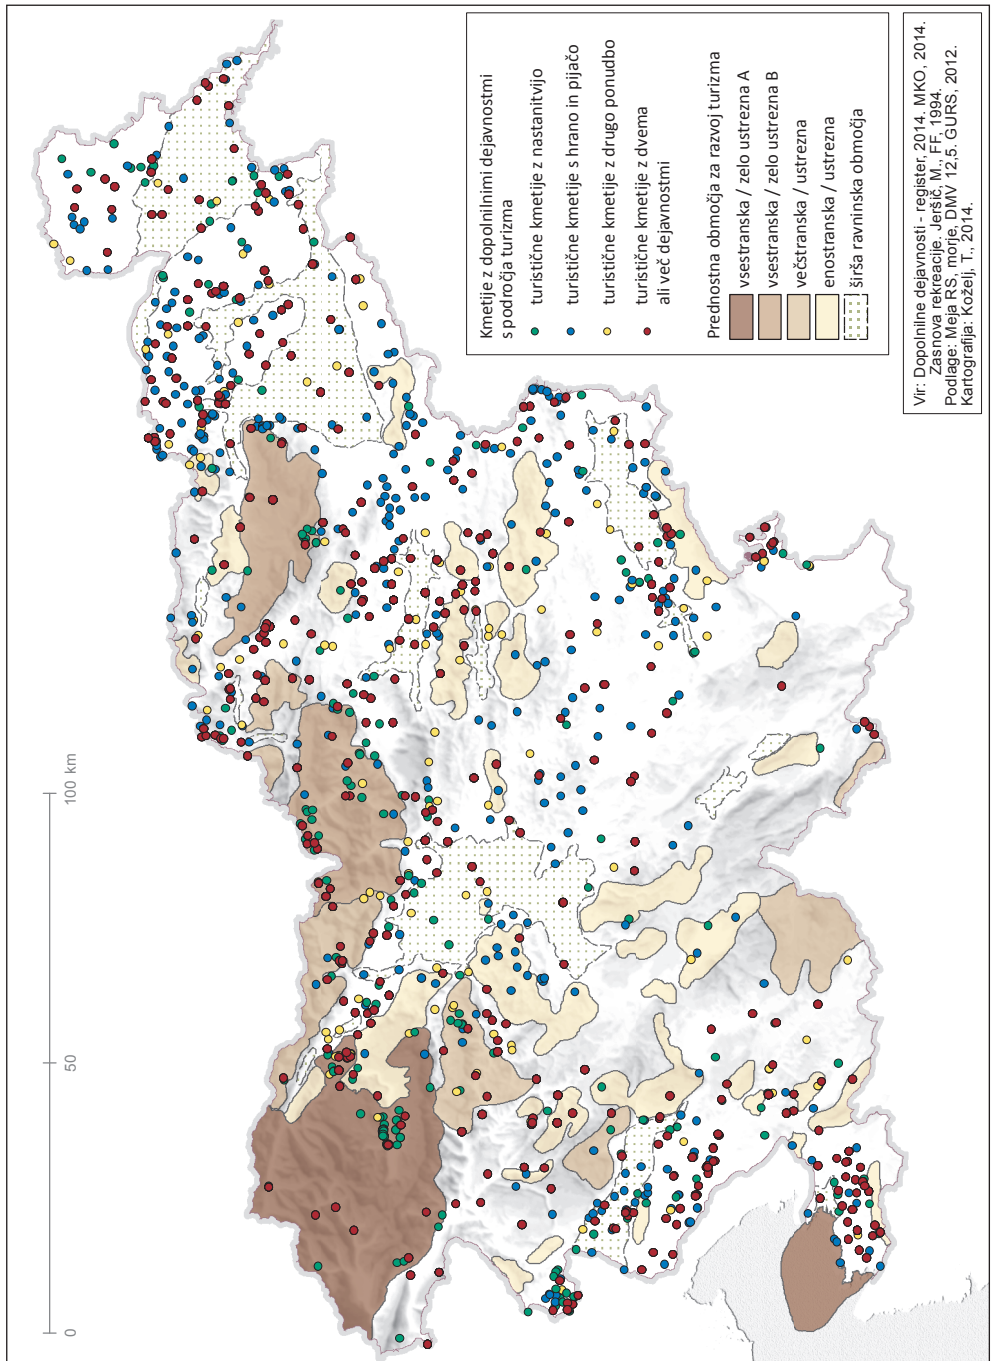 Kmetije z dopolnilnimi dejavnostmi
s področja turizma
turistične kmetije z nastanitvijo
turistične kmetije s hrano in pijačo
turistične kmetije z drugo ponudbo
turistične kmetije z dvema
ali več dejavnostmi
Prednostna območja za razvoj turizma
vsestranska / zelo ustrezna A
vsestranska / zelo ustrezna B
večstranska / ustrezna
enostranska / ustrezna
širša ravninska območja
Vir: Dopolnilne dejavnosti - register, 2014. MKO, 2014.
Zasnova rekreacije. Jeršič, M., FF, 1994.
Podlage: Meja RS, morje, DMV 12,5. GURS, 2012.
Kartografija: Koželj, T., 2014.
0
50
100 km